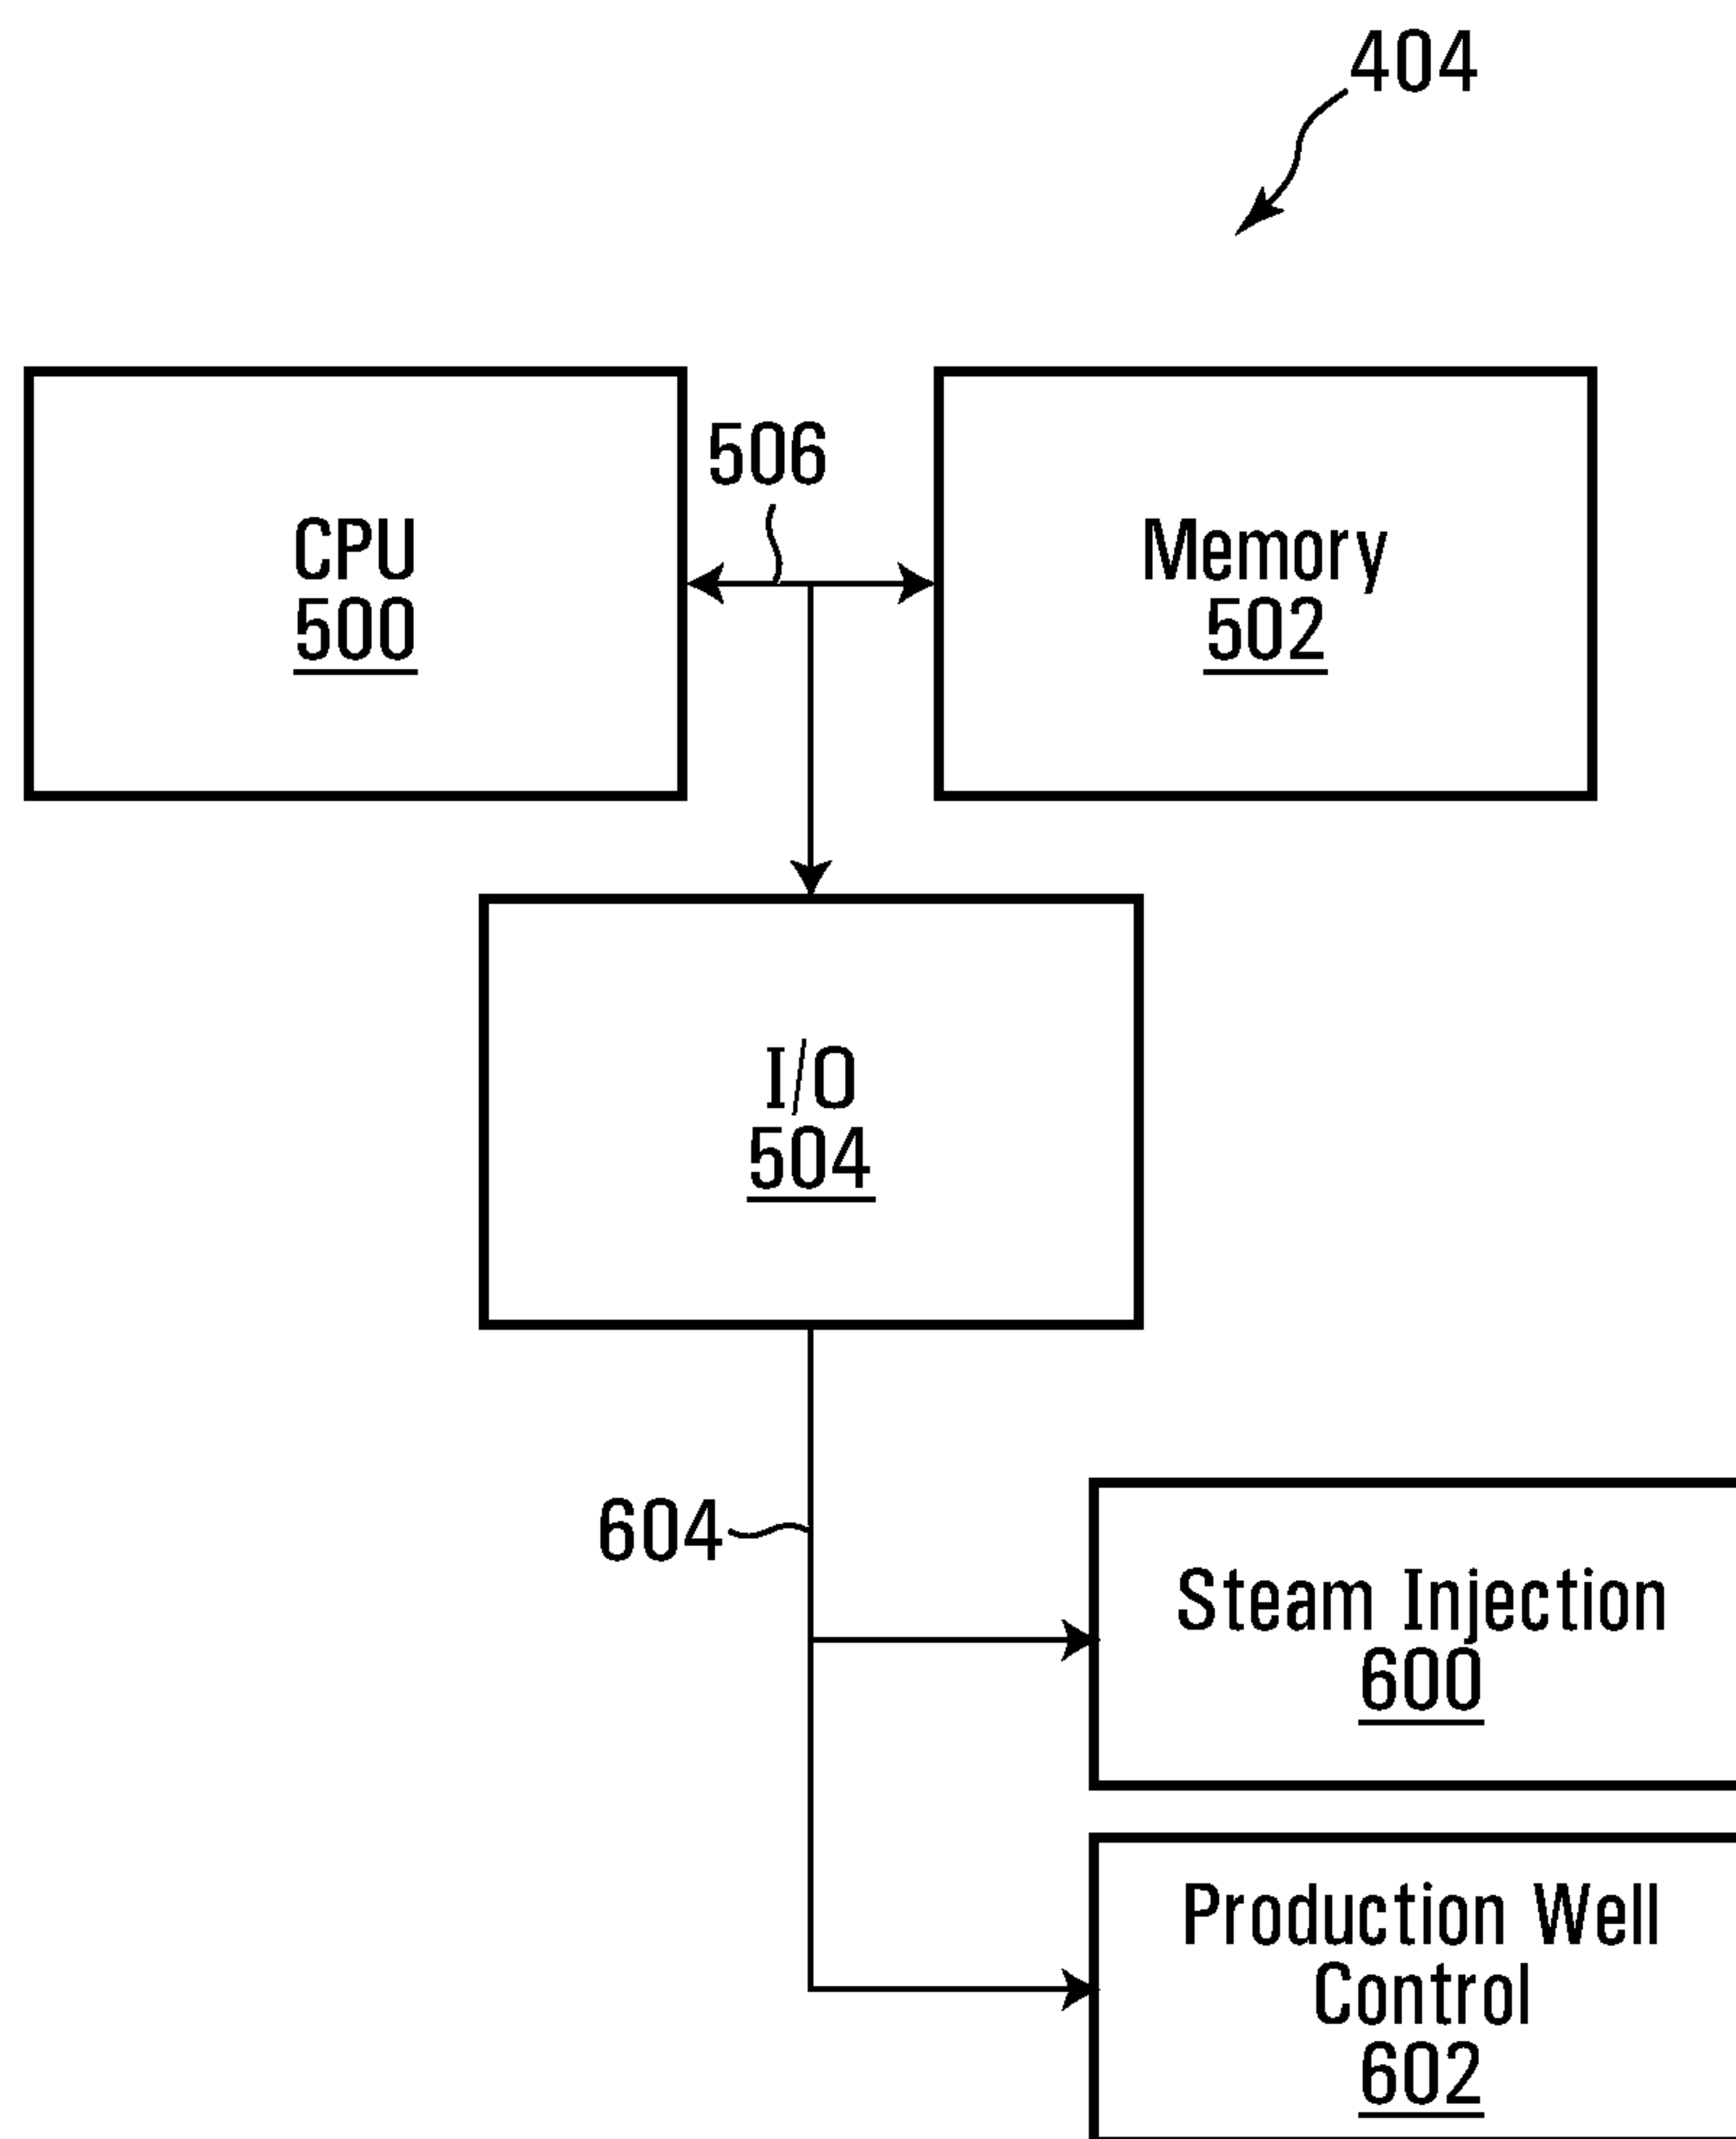 404
506
CPU
500
Memory
502
I/O
504
604
Steam Injection
600
Production Well
Control
602